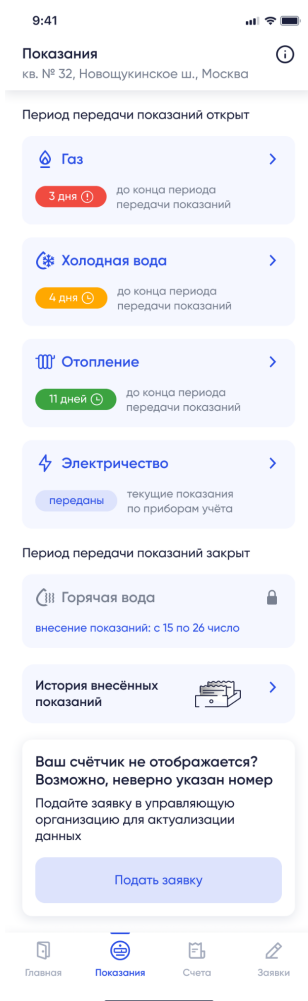 9:41
Показания
кв. № 32, Новощукинское ш., Москва
Период передачи показаний открыт
Газ
3 дня
до конца периода
передачи показаний
Холодная вода
4 дня
до конца периода
передачи показаний
Отопление
11 дней
до конца периода
передачи показаний
Электричество
переданы
текущие показания
по приборам учёта
Период передачи показаний закрыт
Горячая вода
внесение показаний: с 15 по 26 число
История внесённых
показаний
Ваш счётчик не отображается?
Возможно, неверно указан номер
Подайте заявку в управляющую
организацию для актуализации
данных
Подать заявку
Главная
Показания
Счета
Заявки